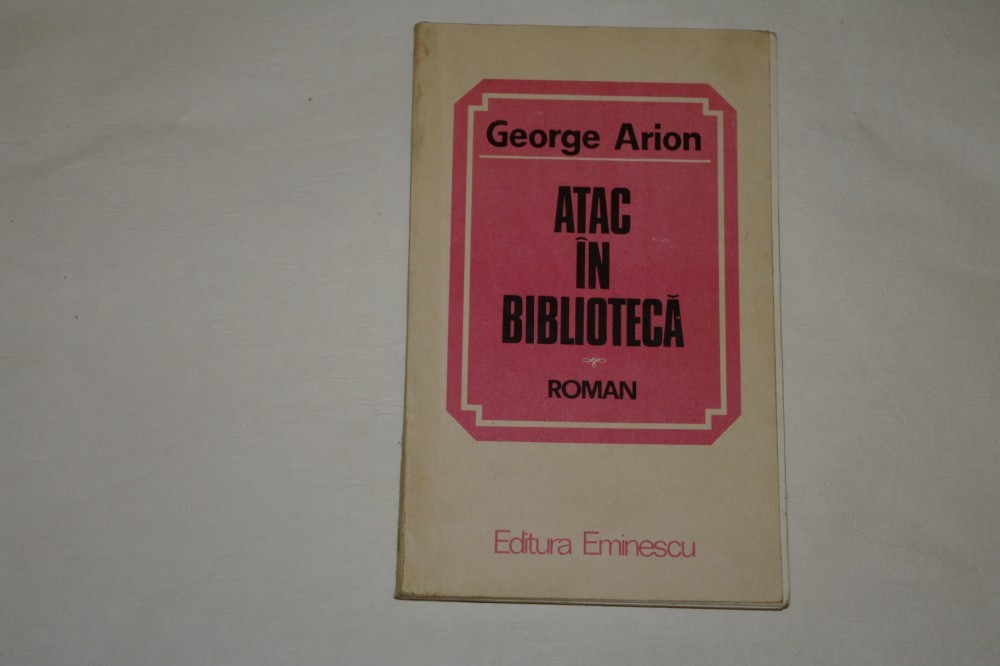 George Arion
ATAC
ÎN
BIBLIOTECĂ
ROMAN
Editura Eminescu